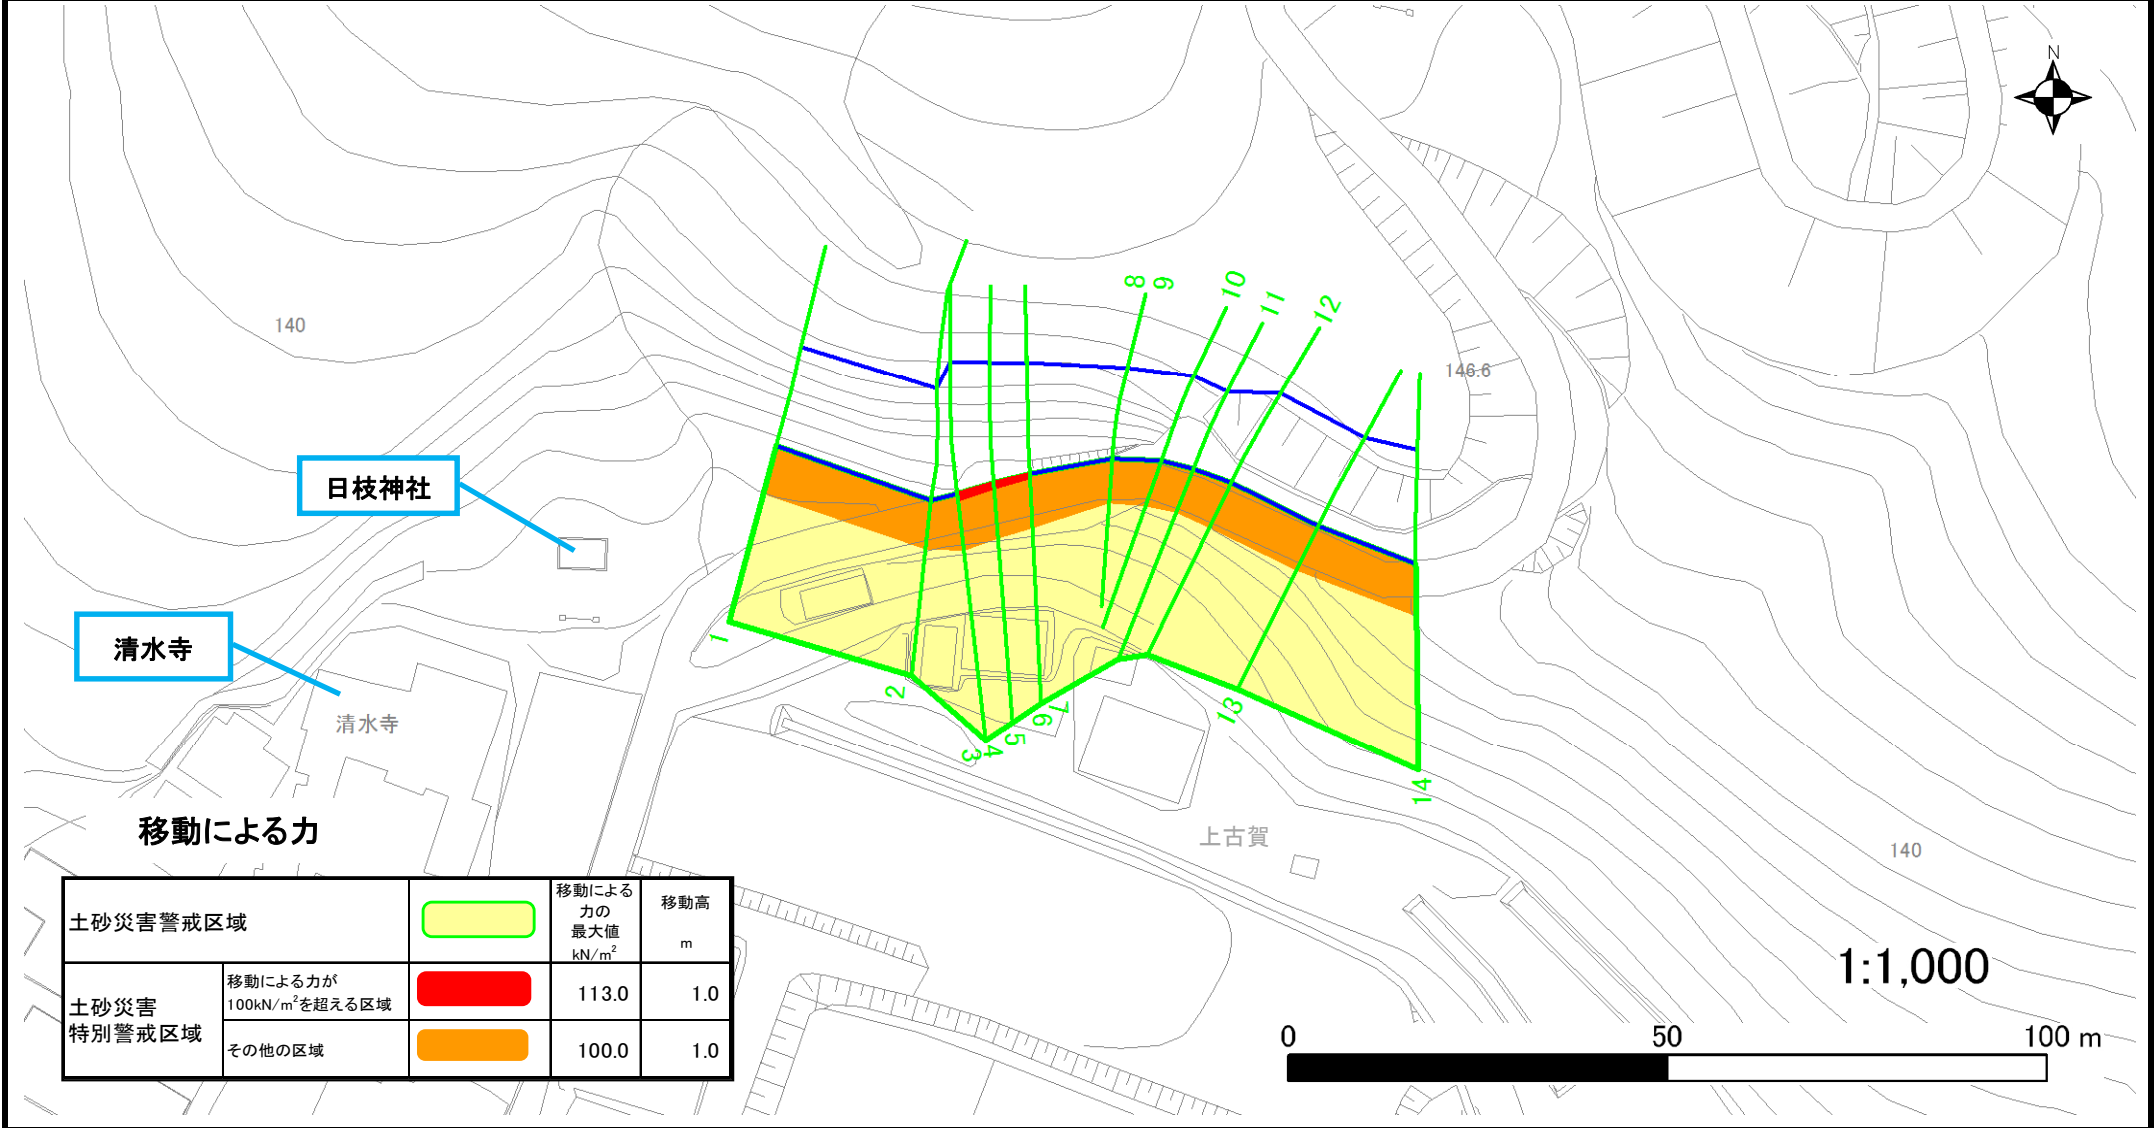 N
140
8
9
10
11
12
146.6
日枝神社
清水寺
1
2
清水寺
3
4
5
6
7
13
14
上古賀
140
移動による力
土砂災害警戒区域
移動による
力の
最大値
kN/m²
移動高
m
土砂災害
特別警戒区域
移動による力が
100kN/m²を超える区域
113.0
1.0
その他の区域
100.0
1.0
1:1,000
0
50
100 m